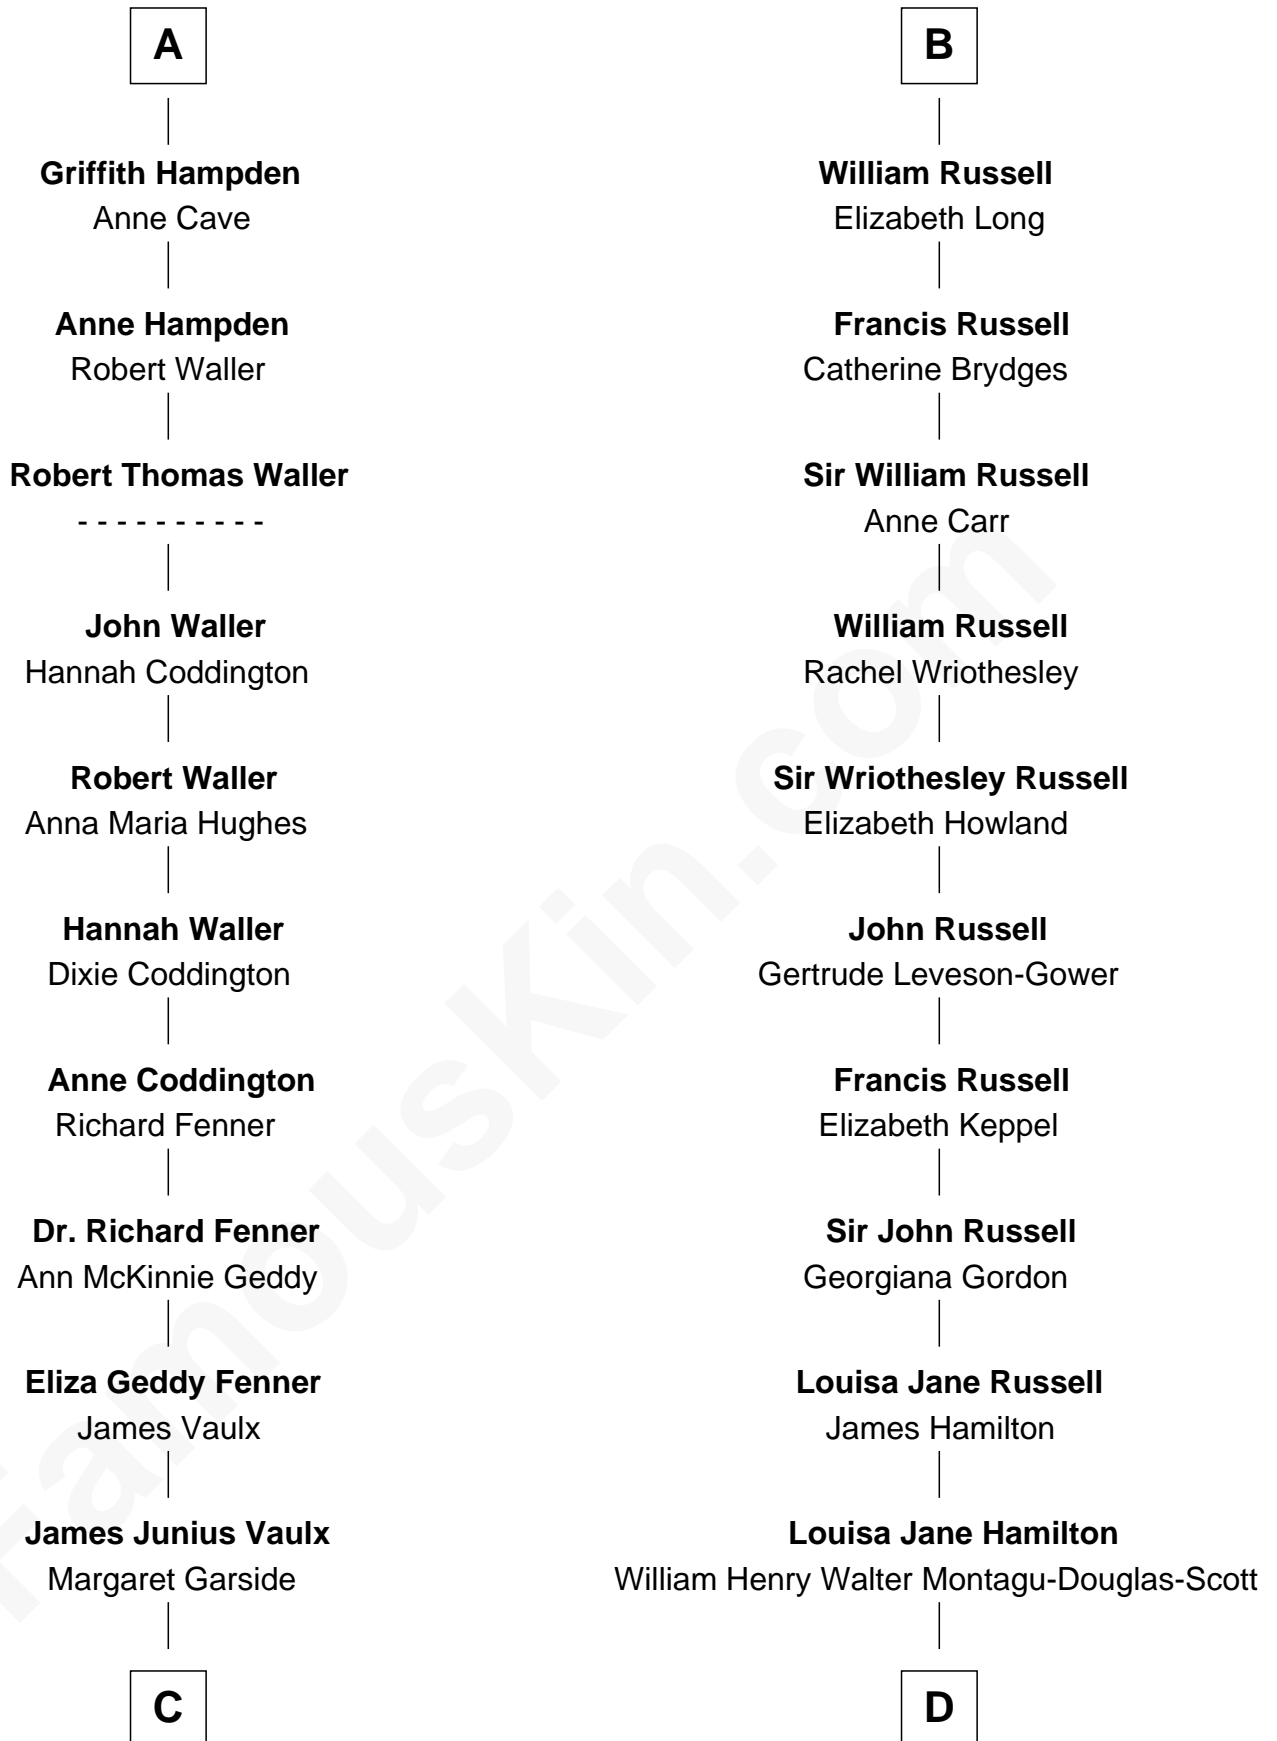 A
Griffith Hampden
Anne Cave
Anne Hampden
Robert Waller
Robert Thomas Waller
- - - - - - - - - -
John Waller
Hannah Coddington
Robert Waller
Anna Maria Hughes
Hannah Waller
Dixie Coddington
Anne Coddington
Richard Fenner
Dr. Richard Fenner
Ann McKinnie Geddy
Eliza Geddy Fenner
James Vaulx
James Junius Vaulx
Margaret Garside
C
B
William Russell
Elizabeth Long
Francis Russell
Catherine Brydges
Sir William Russell
Anne Carr
William Russell
Rachel Wriothesley
Sir Wriothesley Russell
Elizabeth Howland
John Russell
Gertrude Leveson-Gower
Francis Russell
Elizabeth Keppel
Sir John Russell
Georgiana Gordon
Louisa Jane Russell
James Hamilton
Louisa Jane Hamilton
William Henry Walter Montagu-Douglas-Scott
D
FamousKin.com